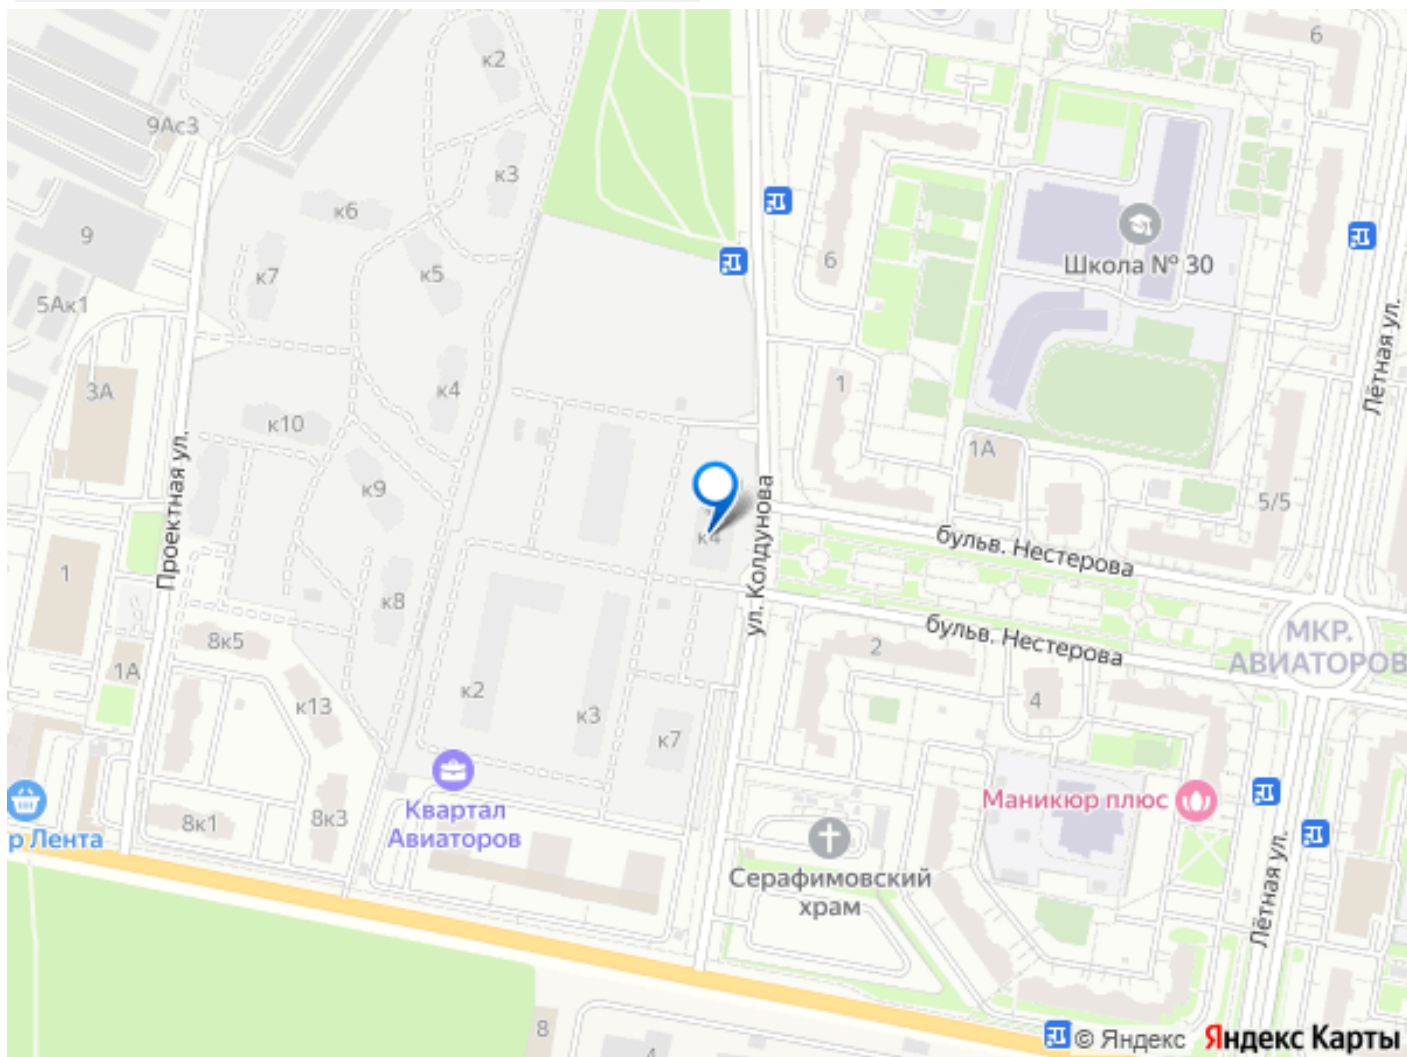 6
к2
9Ас3
к3
к6
9
6
Школа № 30
к7
к5
5Ак1
Лётная ул.
3А
к4
1
к10
1А
Проектная ул.
к9
5/5
ул. Колдунова
к4
бульв. Нестерова
1
к8
бульв. Нестерова
МКР.
АВИАТОРОВ
8к5
2
1А
к2
4
к13
к3
к7
Маникюр плюс
Квартал
Авиаторов
8к1
8к3
р Лента
Серафимовский
храм
Лётная ул.
8
4
© Яндекс Яндекс Карты